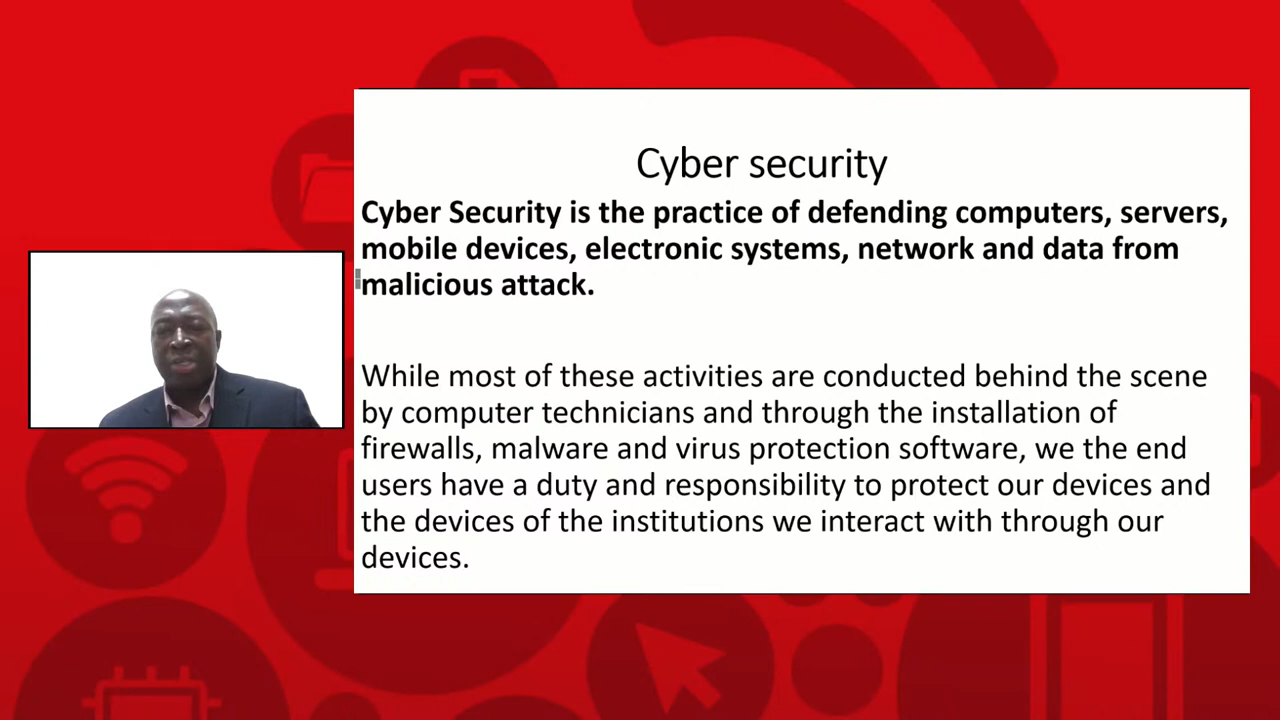 Cyber security
Cyber Security is the practice of defending computers, servers,
mobile devices, electronic systems, network and data from
malicious attack.
While most of these activities are conducted behind the scene
by computer technicians and through the installation of
firewalls, malware and virus protection software, we the end
users have a duty and responsibility to protect our devices and
the devices of the institutions we interact with through our
devices.